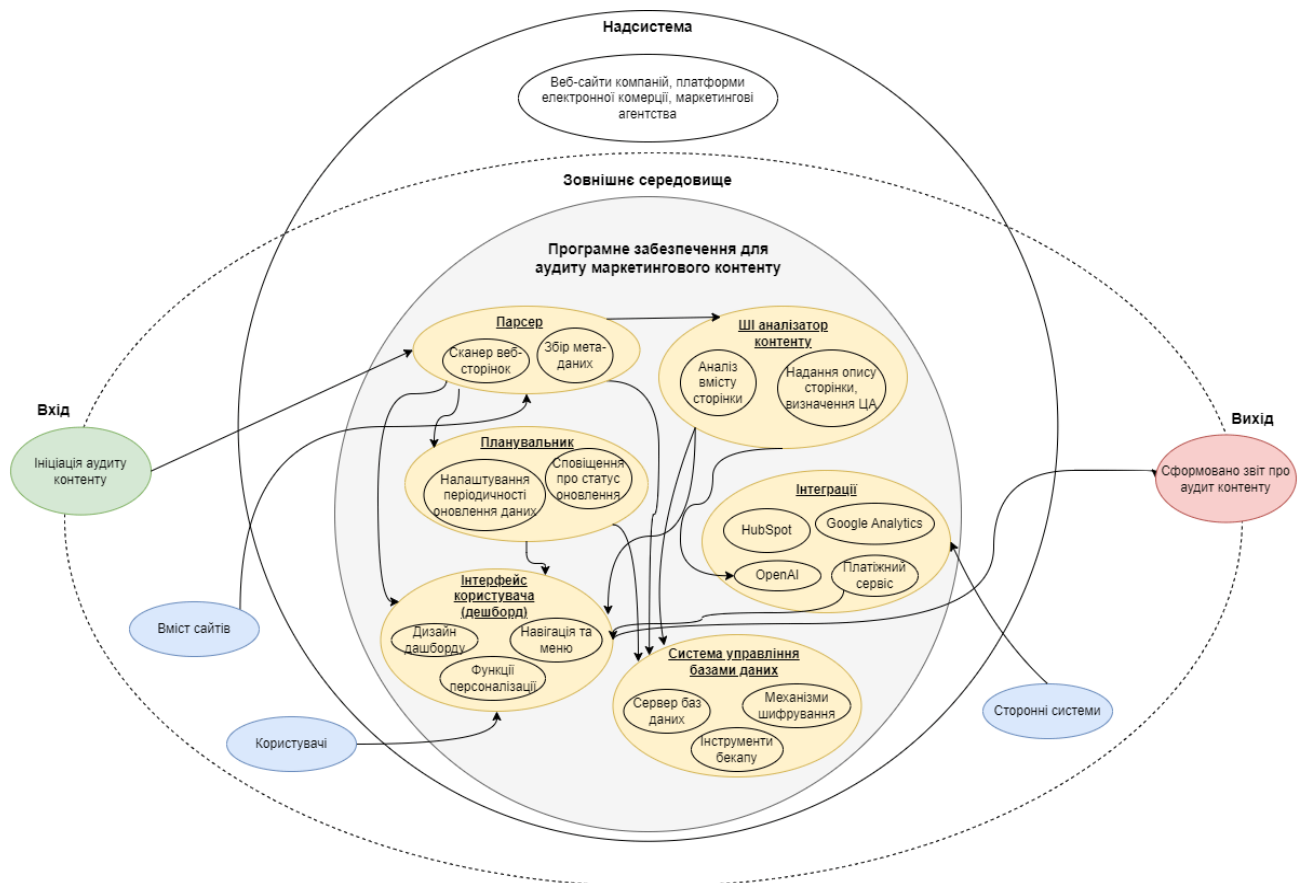 Надсистема
Веб-сайти компаній, платформи
електронної комерції, маркетингові
агентства
Зовнішнє середовище
Програмне забезпечення для
аудиту маркетингового контенту
Парсер
Сканер веб-
сторінок
Збір мета-
даних
ШІ аналізатор
контенту
Аналіз
вмісту
сторінки
Надання опису
сторінки,
визначення ЦА
Вхід
Ініціація аудиту
контенту
Планувальник
Налаштування
періодичності
оновлення даних
Сповіщення
про статус
оновлення
Інтеграції
HubSpot
Google Analytics
OpenAI
Платіжний
сервіс
Вихід
Сформовано звіт про
аудит контенту
Інтерфейс
користувача
(дешборд)
Дизайн
дашборду
Навігація та
меню
Функції
персоналізації
Система управління
базами даних
Сервер баз
даних
Механізми
шифрування
Інструменти
бекапу
Вміст сайтів
Користувачі
Сторонні системи